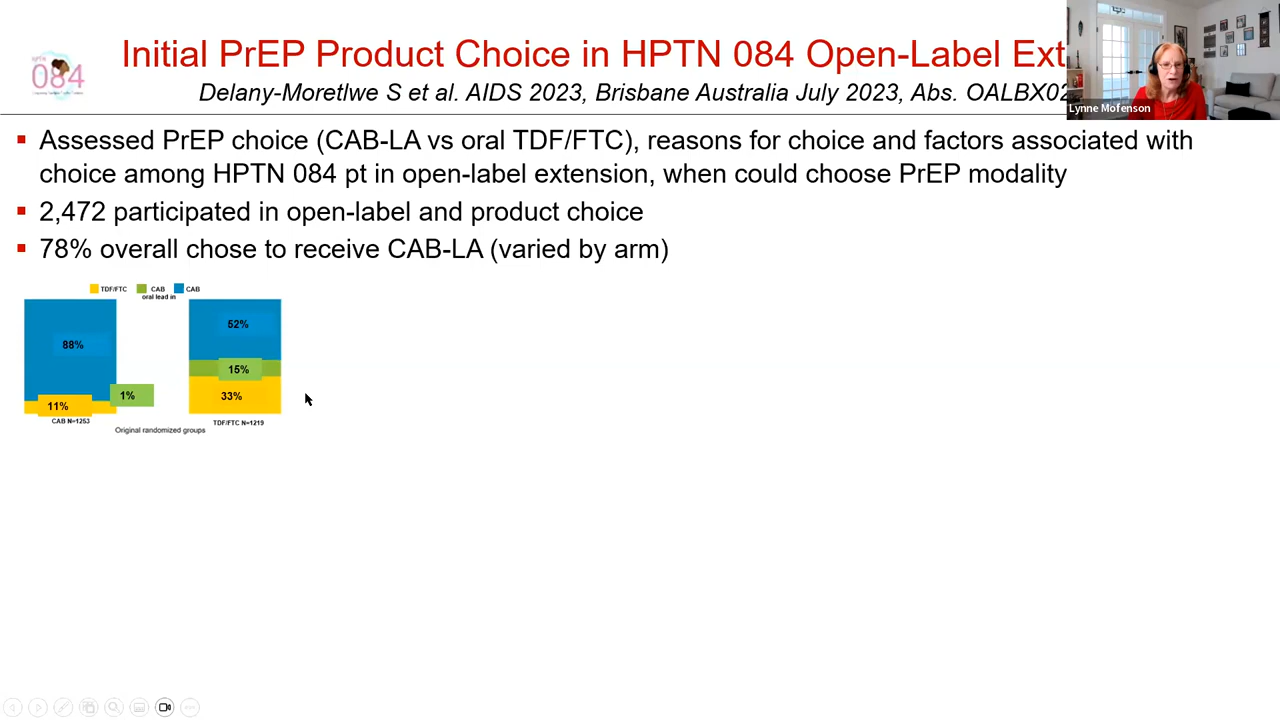 Initial PrEP Product Choice in HPTN 084 Open-Label Ext
084
Delany-Moretlwe S et al. AIDS 2023, Brisbane Australia July 2023, Abs. OALBX02
Lynne Mofenson
Assessed PrEP choice (CAB-LA vs oral TDF/FTC), reasons for choice and factors associated with
choice among HPTN 084 pt in open-label extension, when could choose PrEP modality
2,472 participated in open-label and product choice
78% overall chose to receive CAB-LA (varied by arm)
TDF/FTC CAB CAB
oral lead in
52%
88%
15%
1%
33%
11%
CAB N=1253
TDF/FTC N=1219
Original randomized groups